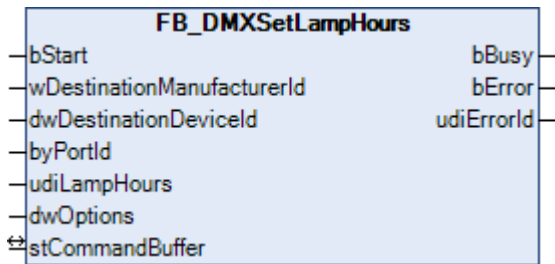 FB_DMXSetLampHours
bStart bBusy
wDestinationManufacturerId bError
dwDestinationDeviceId udiErrorId
byPortId
udiLampHours
dwOptions
stCommandBuffer